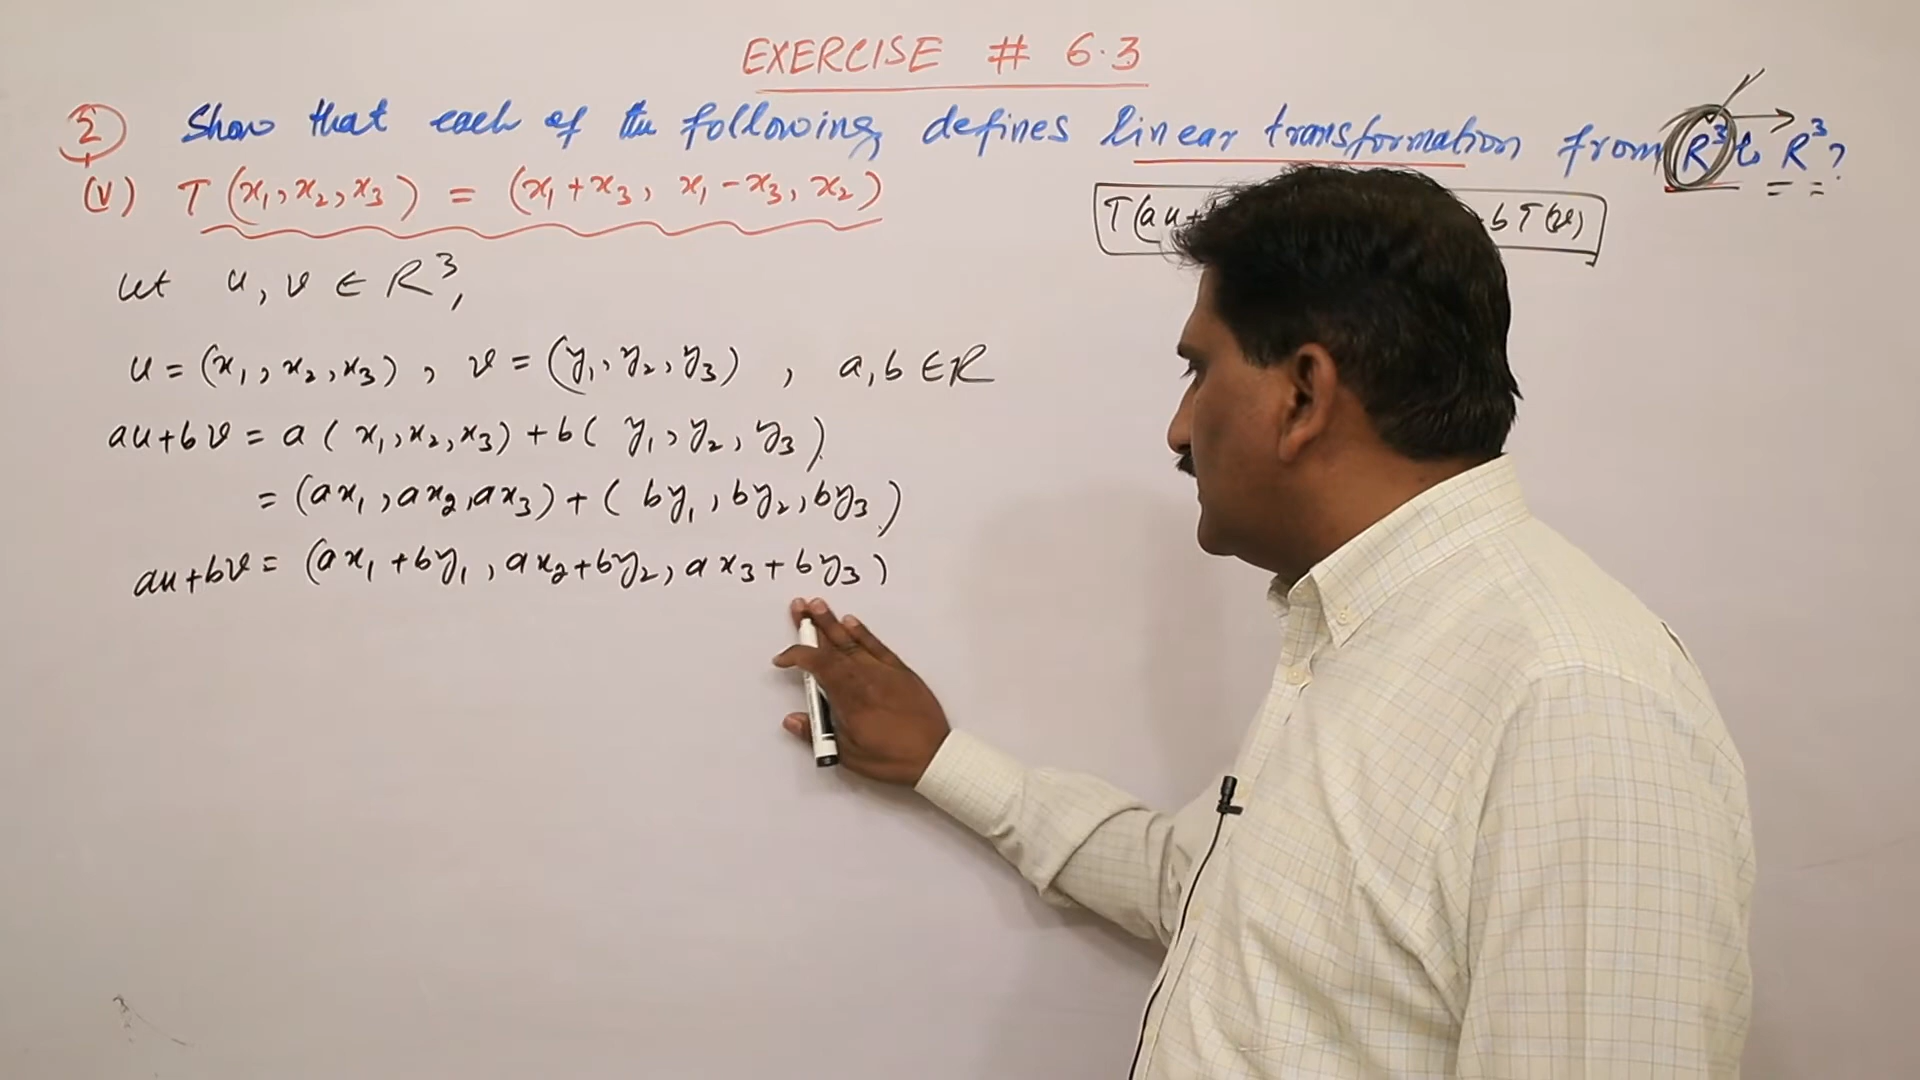 EXERCISE # 6.3
Σ Show that each of the following defines linear transformation from R³ to R³?
(V) T(x₁, x₂, x₃) = (x₁ + x₃, x₁ - x₃, x₂)
T(au+ bT(v)
Let u, v ∈ R³,
u = (x₁, x₂, x₃), v = (y₁, y₂, y₃), a, b ∈ R
au+bv = a(x₁, x₂, x₃) + b(y₁, y₂, y₃)
= (ax₁, ax₂, ax₃) + (by₁, by₂, by₃)
au+bv = (ax₁ + by₁, ax₂ + by₂, ax₃ + by₃)